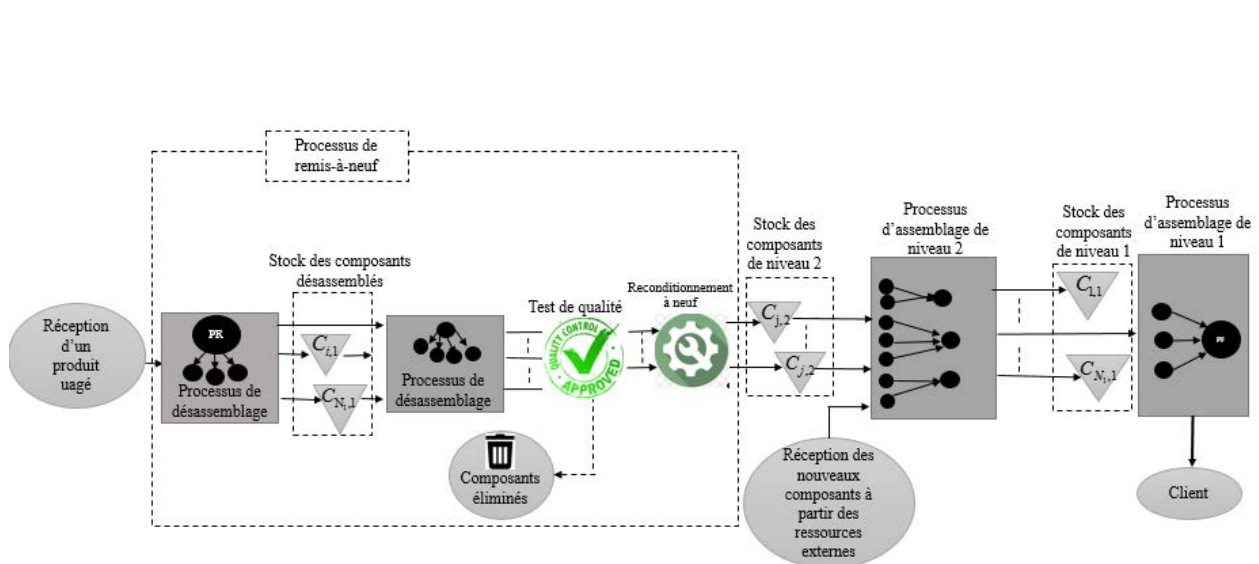 Processus de
remis-à-neuf
Réception
d’un
produit
uagé
PR
Processus de
désassemblage
Stock des composants
désassemblés
C_{i,1}
C_{N_1,1}
Processus de
désassemblage
Test de qualité
QUALITY CONTROL
APPROVED
Composants
éliminés
Reconditionnement
à neuf
Stock des
composants
de niveau 2
C_{j,2}
C_{j,2}
Réception des
nouveaux
composants à
partir des
ressources
externes
Processus
d’assemblage de
niveau 2
Stock des
composants
de niveau 1
C_{1,1}
C_{N_1,1}
Processus
d’assemblage de
niveau 1
PF
Client